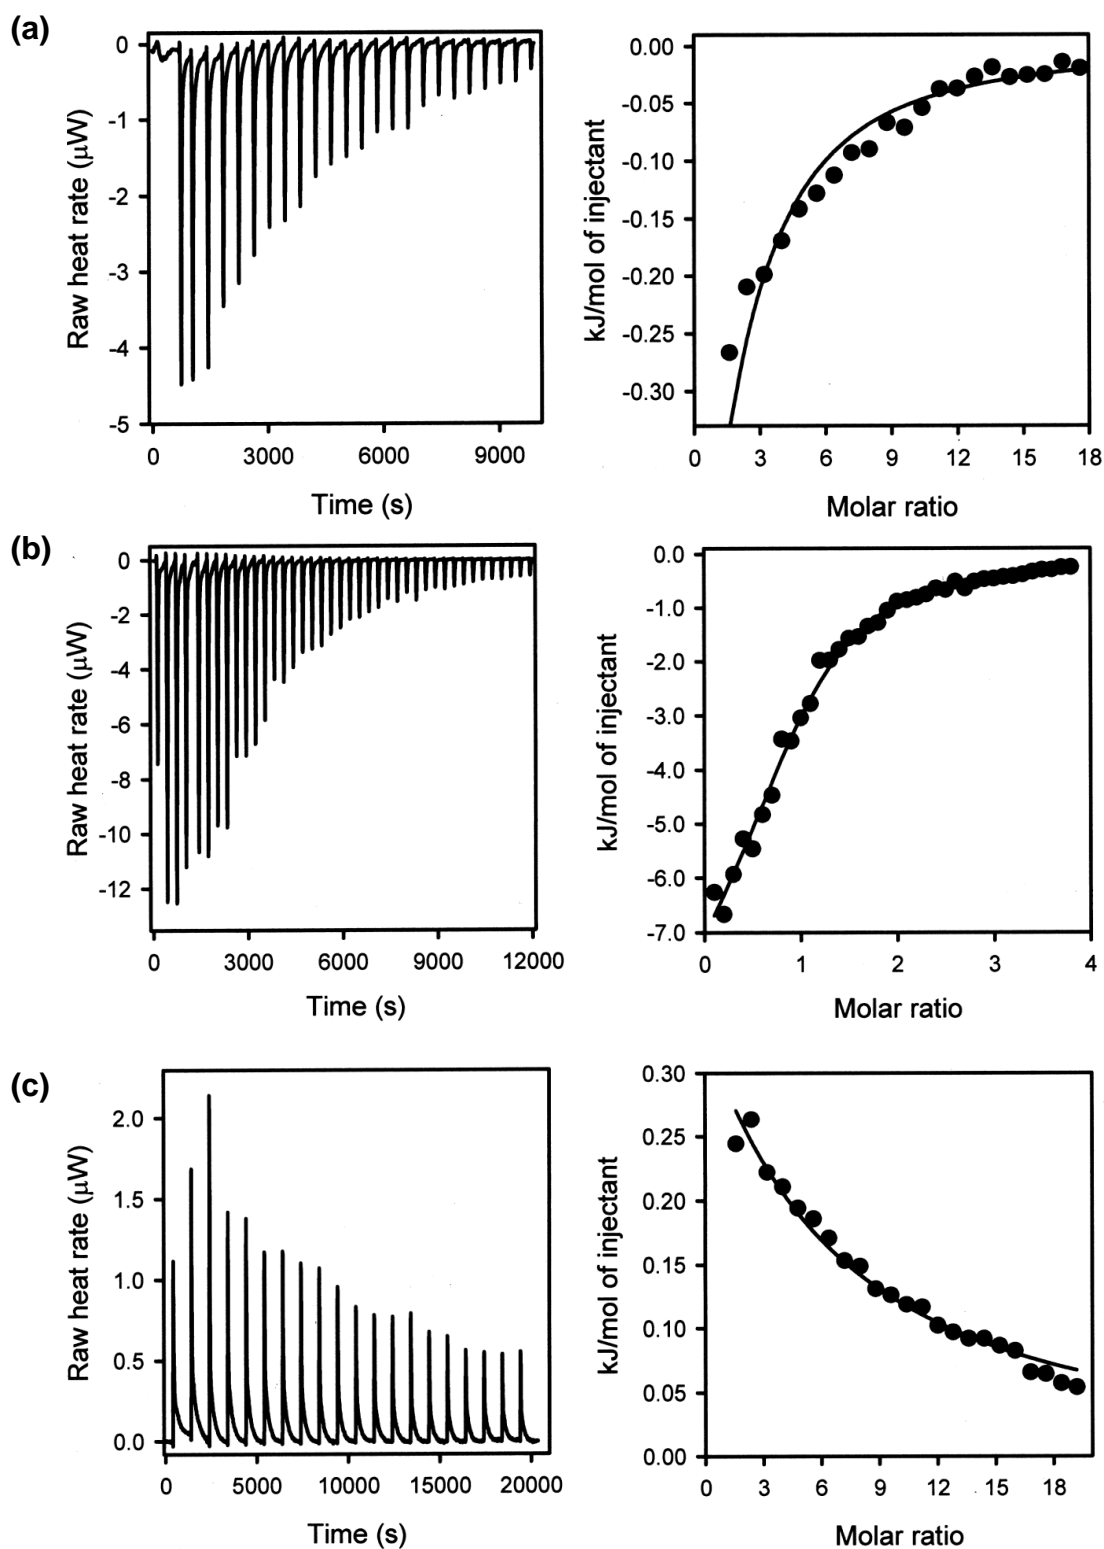 (a)
Raw heat rate (μW)
0
-1
-2
-3
-4
-5
0 3000 6000 9000
Time (s)
kJ/mol of injectant
0.00
-0.05
-0.10
-0.15
-0.20
-0.25
-0.30
0 3 6 9 12 15 18
Molar ratio
(b)
Raw heat rate (μW)
0
-2
-4
-6
-8
-10
-12
0 3000 6000 9000 12000
Time (s)
kJ/mol of injectant
0.0
-1.0
-2.0
-3.0
-4.0
-5.0
-6.0
-7.0
0 1 2 3 4
Molar ratio
(c)
Raw heat rate (μW)
2.0
1.5
1.0
0.5
0.0
0 5000 10000 15000 20000
Time (s)
kJ/mol of injectant
0.30
0.25
0.20
0.15
0.10
0.05
0.00
0 3 6 9 12 15 18
Molar ratio